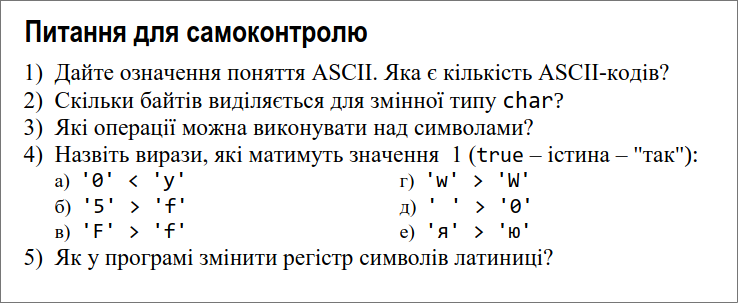 Питання для самоконтролю
1) Дайте означення поняття ASCII. Яка є кількість ASCII-кодів?
2) Скільки байтів виділяється для змінної типу char?
3) Які операції можна виконувати над символами?
4) Назвіть вирази, які матимуть значення 1 (true – істина – "так"):
а) '0' < 'y' г) 'w' > 'W'
б) '5' > 'f' д) ' ' > '0'
в) 'F' > 'f' е) 'я' > 'ю'
5) Як у програмі змінити регістр символів латиниці?